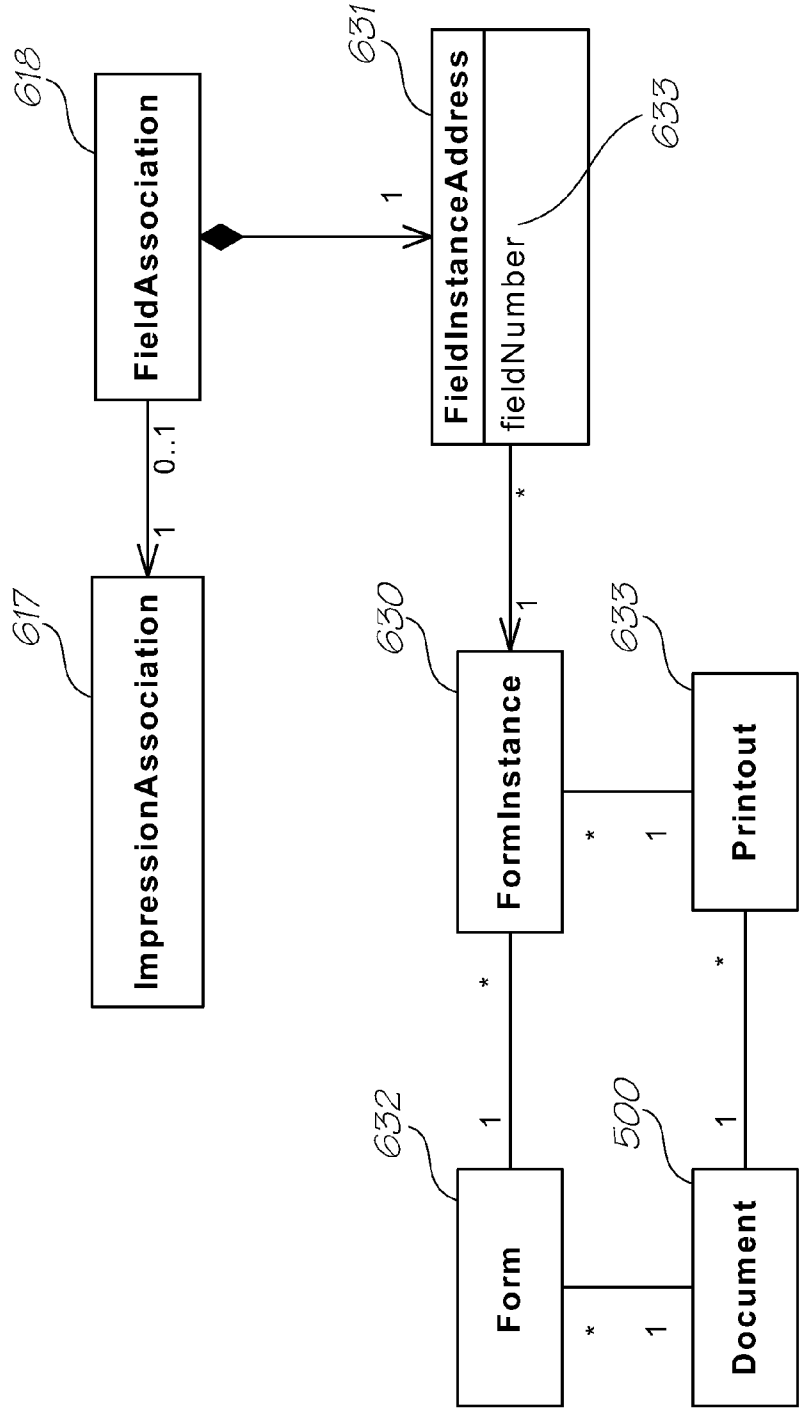 617
618
ImpressionAssociation
FieldAssociation
1
0..1
1
632
630
631
FieldInstanceAddress
fieldNumber
633
Form
1
*
FormInstance
1
*
*
1
*
1
500
633
Document
1
*
Printout